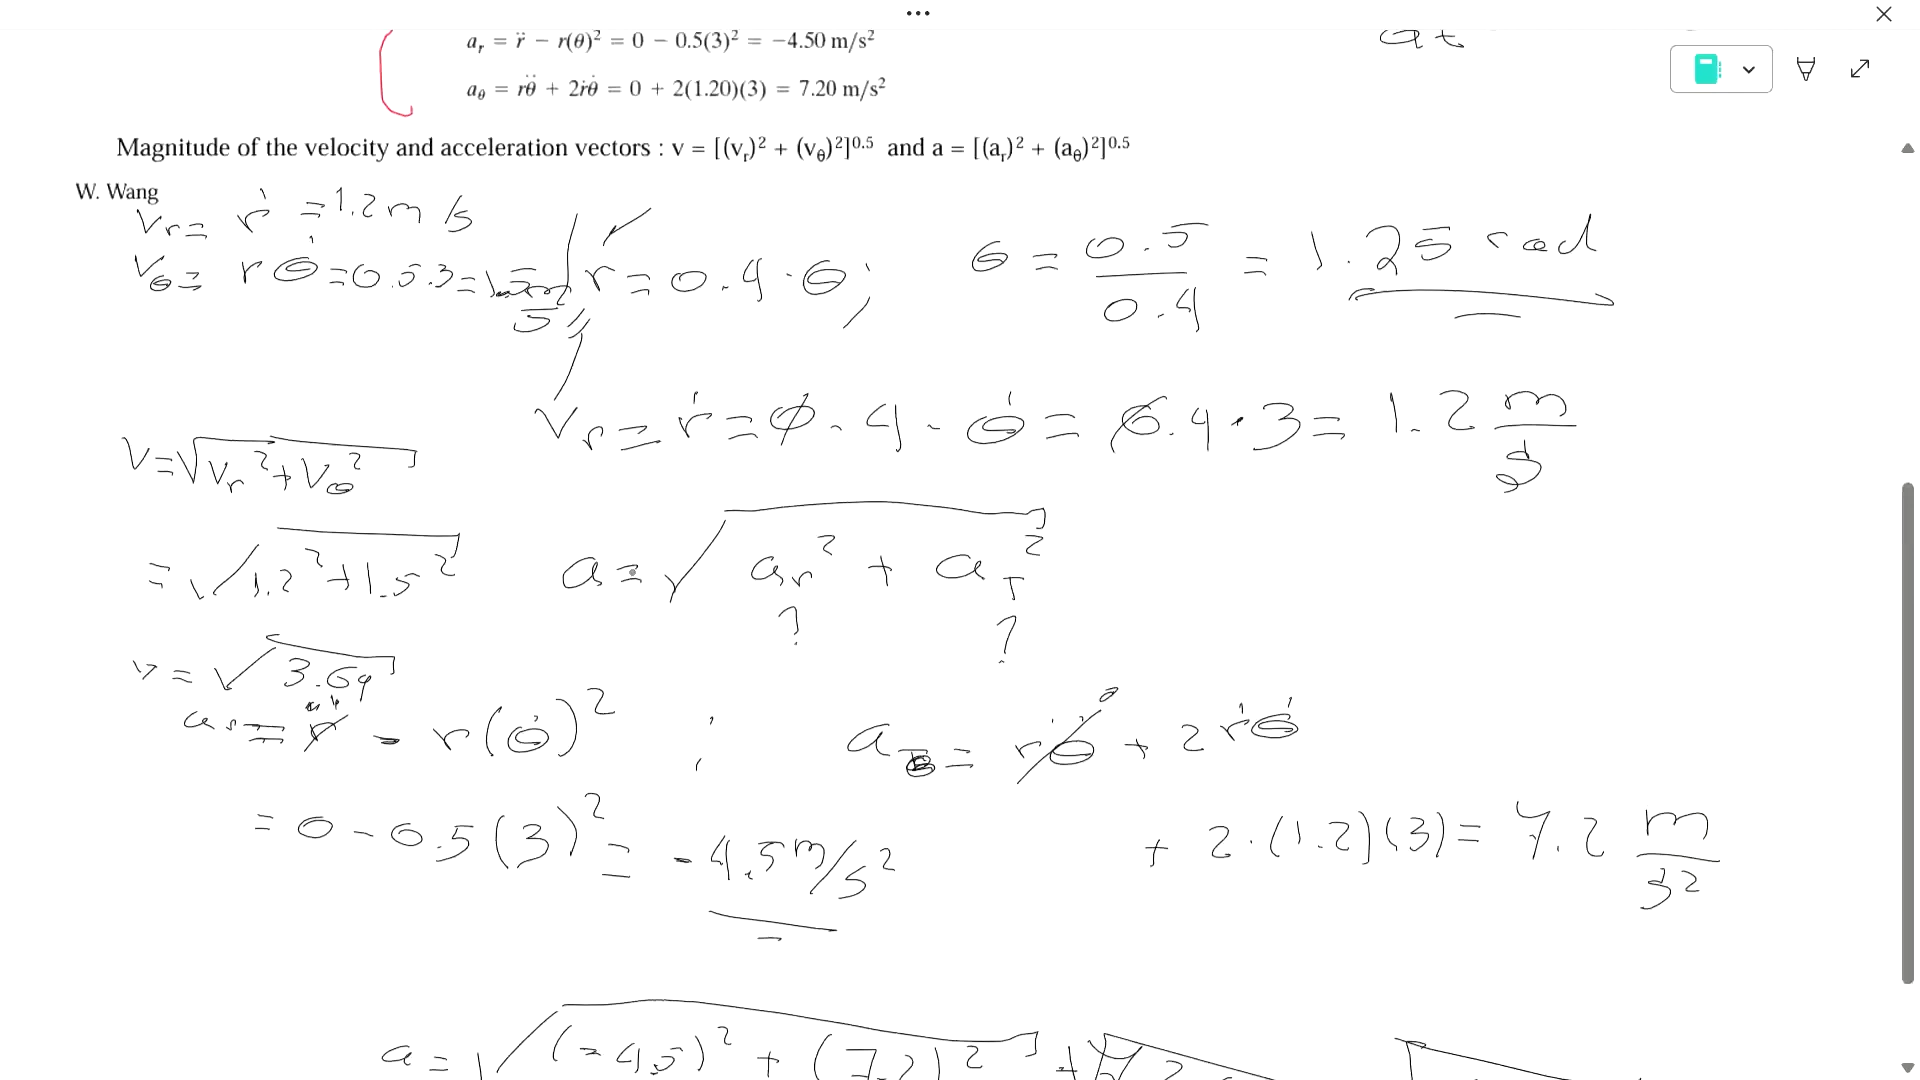 a_r = r̈ − r(θ̇)² = 0 − 0.5(3)² = −4.50 m/s²
at
a_θ = rθ̈ + 2ṙθ̇ = 0 + 2(1.20)(3) = 7.20 m/s²
Magnitude of the velocity and acceleration vectors : v = [(v_r)² + (v_θ)²]^0.5 and a = [(a_r)² + (a_θ)²]^0.5
W. Wang
V_r = ṙ = 1.2 m/s
V_θ = rθ̇ = 0.5·3 = 1.5 m/s
r = 0.4 · θ ; θ = 0.5/0.4 = 1.25 rad
V_r = ṙ = 0.4 · θ̇ = 0.4 · 3 = 1.2 m/s
V = √(V_r² + V_θ²)
= √(1.2² + 1.5²)
a = √(a_r² + a_T²)
? ?
v = √3.69
a_r = r̈ − r(θ̇)² ; a_θ = rθ̈ + 2ṙθ̇
= 0 − 0.5(3)² = −4.5 m/s²
+ 2·(1.2)(3) = 7.2 m/s²
a = √((−4.5)² + (7.2)²)